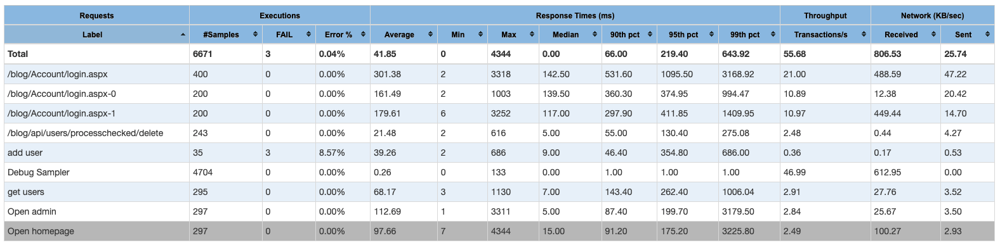 Requests Executions Response Times (ms) Throughput Network (KB/sec)
Label #Samples FAIL Error % Average Min Max Median 90th pct 95th pct 99th pct Transactions/s Received Sent
Total 6671 3 0.04% 41.85 0 4344 0.00 66.00 219.40 643.92 55.68 806.53 25.74
/blog/Account/login.aspx 400 0 0.00% 301.38 2 3318 142.50 531.60 1095.50 3168.92 21.00 488.59 47.22
/blog/Account/login.aspx-0 200 0 0.00% 161.49 2 1003 139.50 360.30 374.95 994.47 10.89 12.38 20.42
/blog/Account/login.aspx-1 200 0 0.00% 179.61 6 3252 117.00 297.90 411.85 1409.95 10.97 449.44 14.70
/blog/api/users/processchecked/delete 243 0 0.00% 21.48 2 616 5.00 55.00 130.40 275.08 2.48 0.44 4.27
add user 35 3 8.57% 39.26 2 686 9.00 46.40 354.80 686.00 0.36 0.17 0.53
Debug Sampler 4704 0 0.00% 0.26 0 133 0.00 1.00 1.00 1.00 46.99 612.95 0.00
get users 295 0 0.00% 68.17 3 1130 7.00 143.40 262.40 1006.04 2.91 27.76 3.52
Open admin 297 0 0.00% 112.69 1 3311 5.00 87.40 199.70 3179.50 2.84 25.67 3.50
Open homepage 297 0 0.00% 97.66 7 4344 15.00 91.20 175.20 3225.80 2.49 100.27 2.93